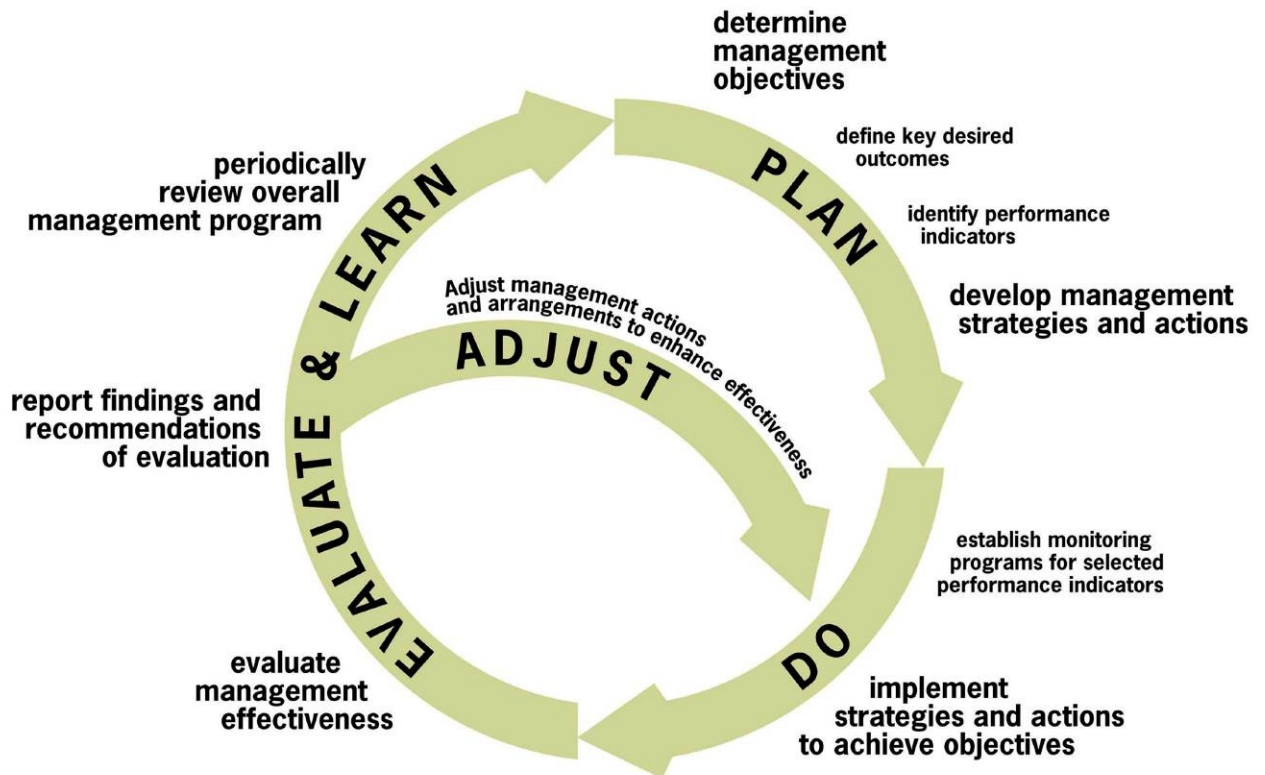 determine
management
objectives
define key desired
outcomes
PLAN
identify performance
indicators
develop management
strategies and actions
establish monitoring
programs for selected
performance indicators
DO
implement
strategies and actions
to achieve objectives
evaluate
management
effectiveness
EVALUATE & LEARN
report findings and
recommendations
of evaluation
periodically
review overall
management program
Adjust management actions
and arrangements to enhance effectiveness
ADJUST